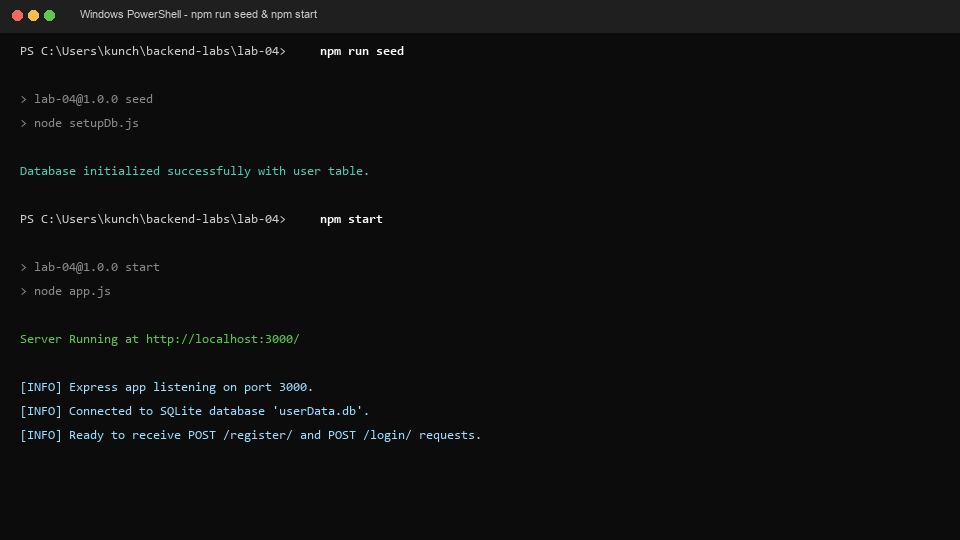 Windows PowerShell - npm run seed & npm start
PS C:\Users\kunch\backend-labs\lab-04> npm run seed
> lab-04@1.0.0 seed
> node setupDb.js
Database initialized successfully with user table.
PS C:\Users\kunch\backend-labs\lab-04> npm start
> lab-04@1.0.0 start
> node app.js
Server Running at http://localhost:3000/
[INFO] Express app listening on port 3000.
[INFO] Connected to SQLite database 'userData.db'.
[INFO] Ready to receive POST /register/ and POST /login/ requests.